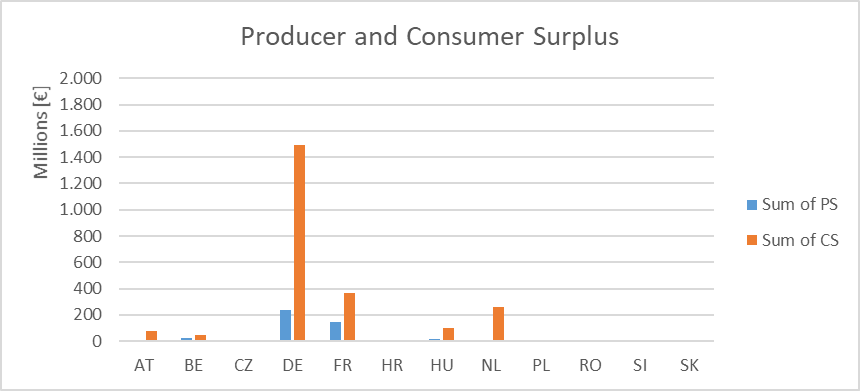 Producer and Consumer Surplus
Millions [€]
2.000
1.800
1.600
1.400
1.200
1.000
800
600
400
200
0
AT BE CZ DE FR HR HU NL PL RO SI SK
Sum of PS
Sum of CS